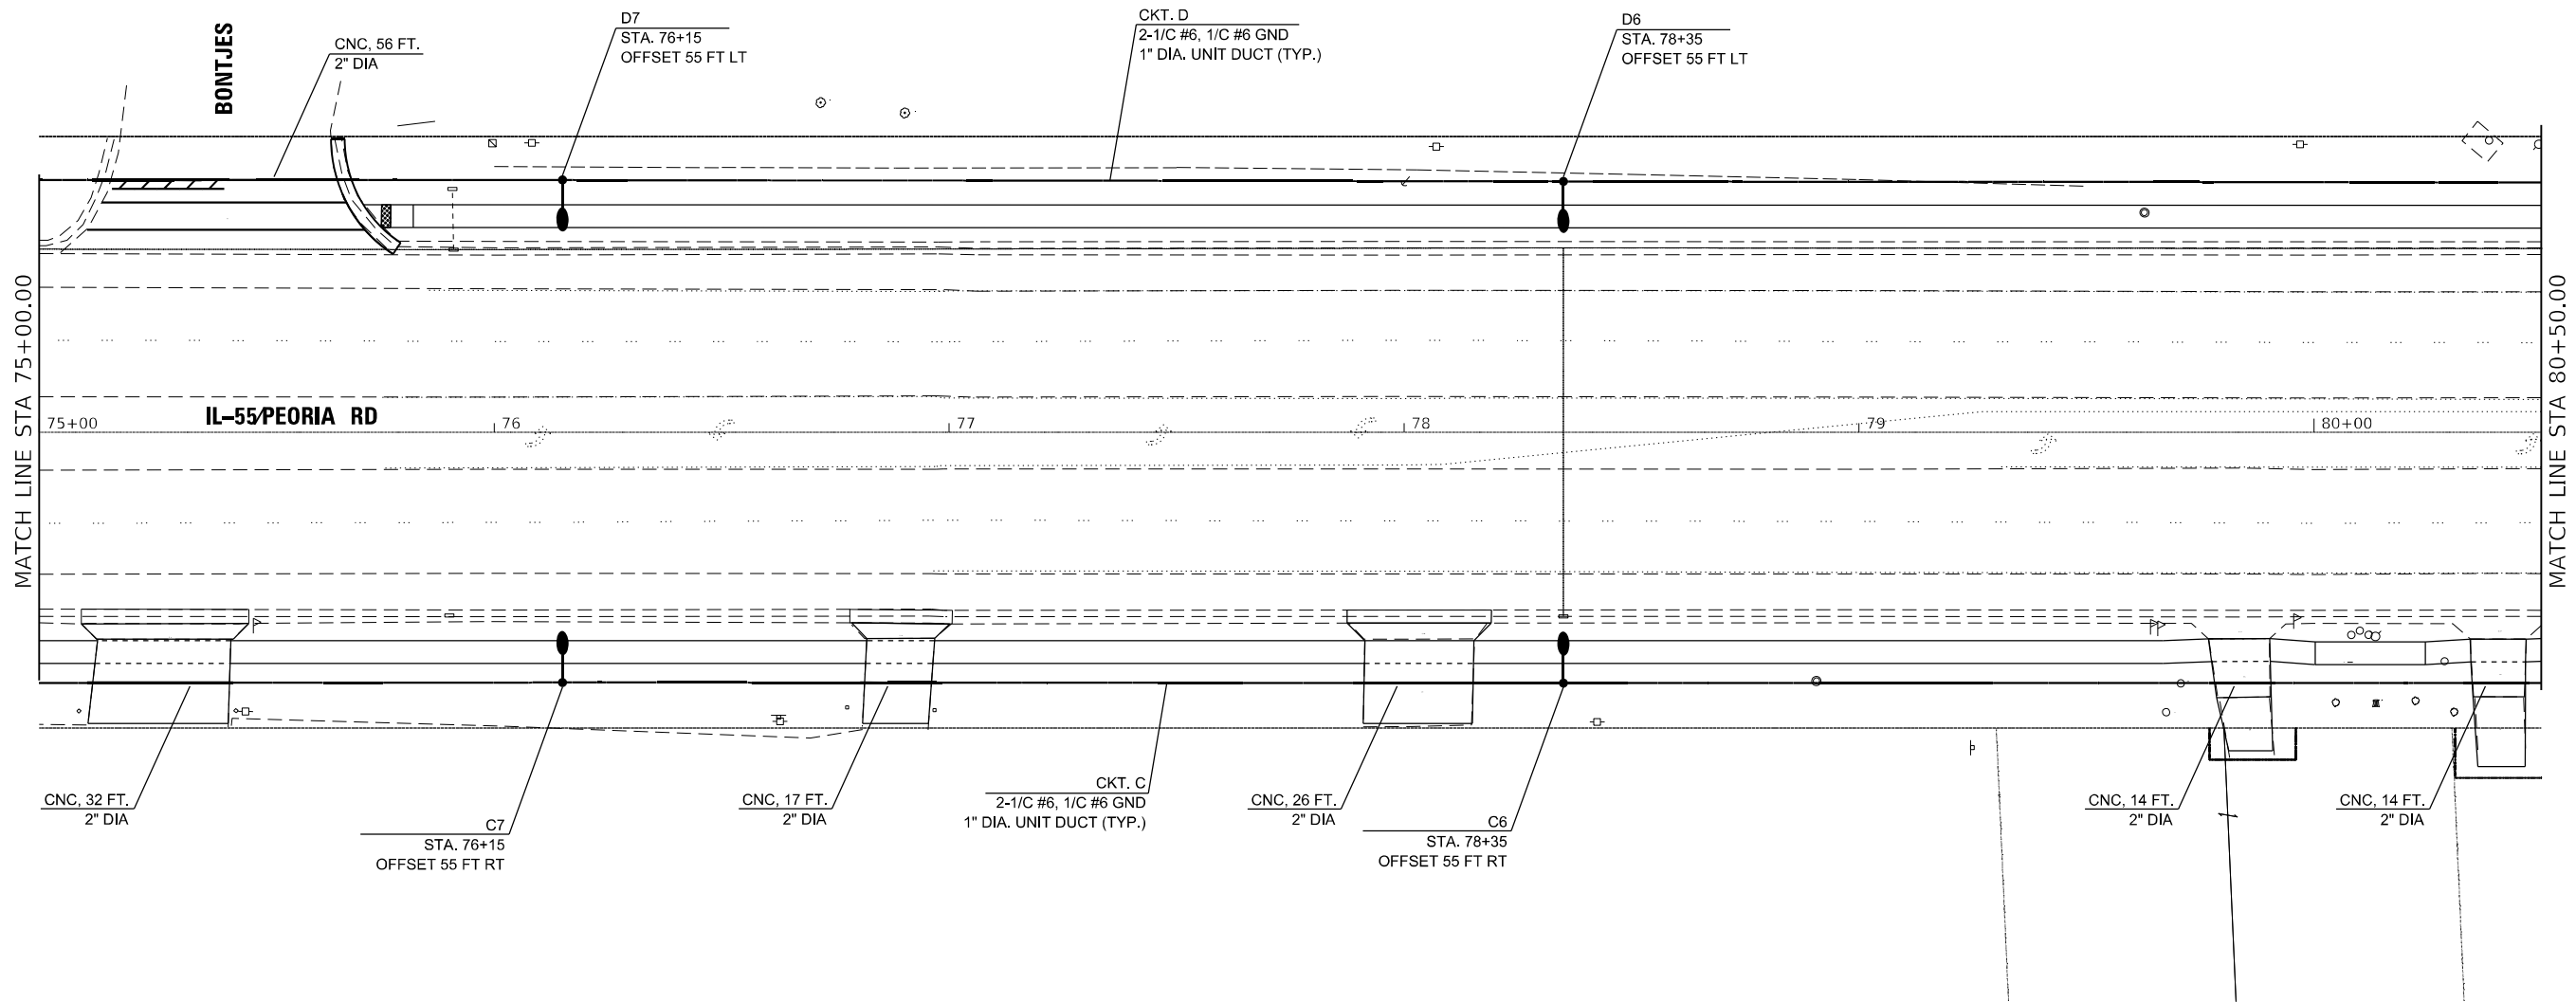 BONTJES
CNC, 56 FT.
2" DIA
D7
STA. 76+15
OFFSET 55 FT LT
CKT. D
2-1/C #6, 1/C #6 GND
1" DIA. UNIT DUCT (TYP.)
D6
STA. 78+35
OFFSET 55 FT LT
MATCH LINE STA 75+00.00
IL-55/PEORIA RD
75+00
76
77
78
79
80+00
MATCH LINE STA 80+50.00
CNC, 32 FT.
2" DIA
C7
STA. 76+15
OFFSET 55 FT RT
CNC, 17 FT.
2" DIA
CKT. C
2-1/C #6, 1/C #6 GND
1" DIA. UNIT DUCT (TYP.)
CNC, 26 FT.
2" DIA
C6
STA. 78+35
OFFSET 55 FT RT
CNC, 14 FT.
2" DIA
CNC, 14 FT.
2" DIA